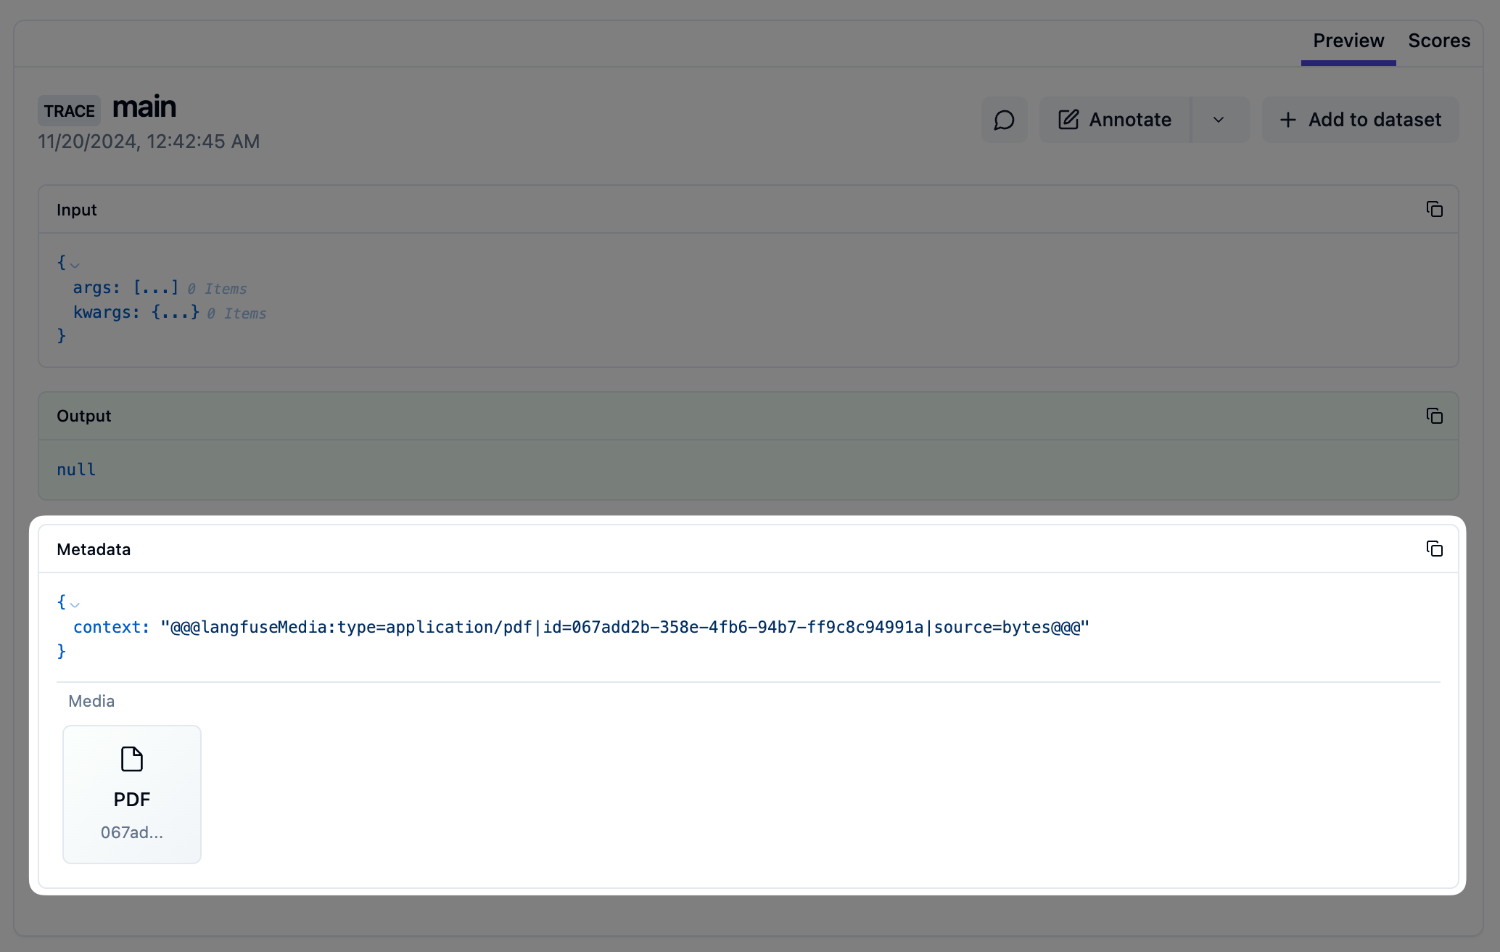 Preview Scores
TRACE main
11/20/2024, 12:42:45 AM
Annotate
Add to dataset
Input
{
args: [...] 0 Items
kwargs: {...} 0 Items
}
Output
null
Metadata
{
context: "@@@langfuseMedia:type=application/pdf|id=067add2b-358e-4fb6-94b7-ff9c8c94991a|source=bytes@@@"
}
Media
PDF
067ad...